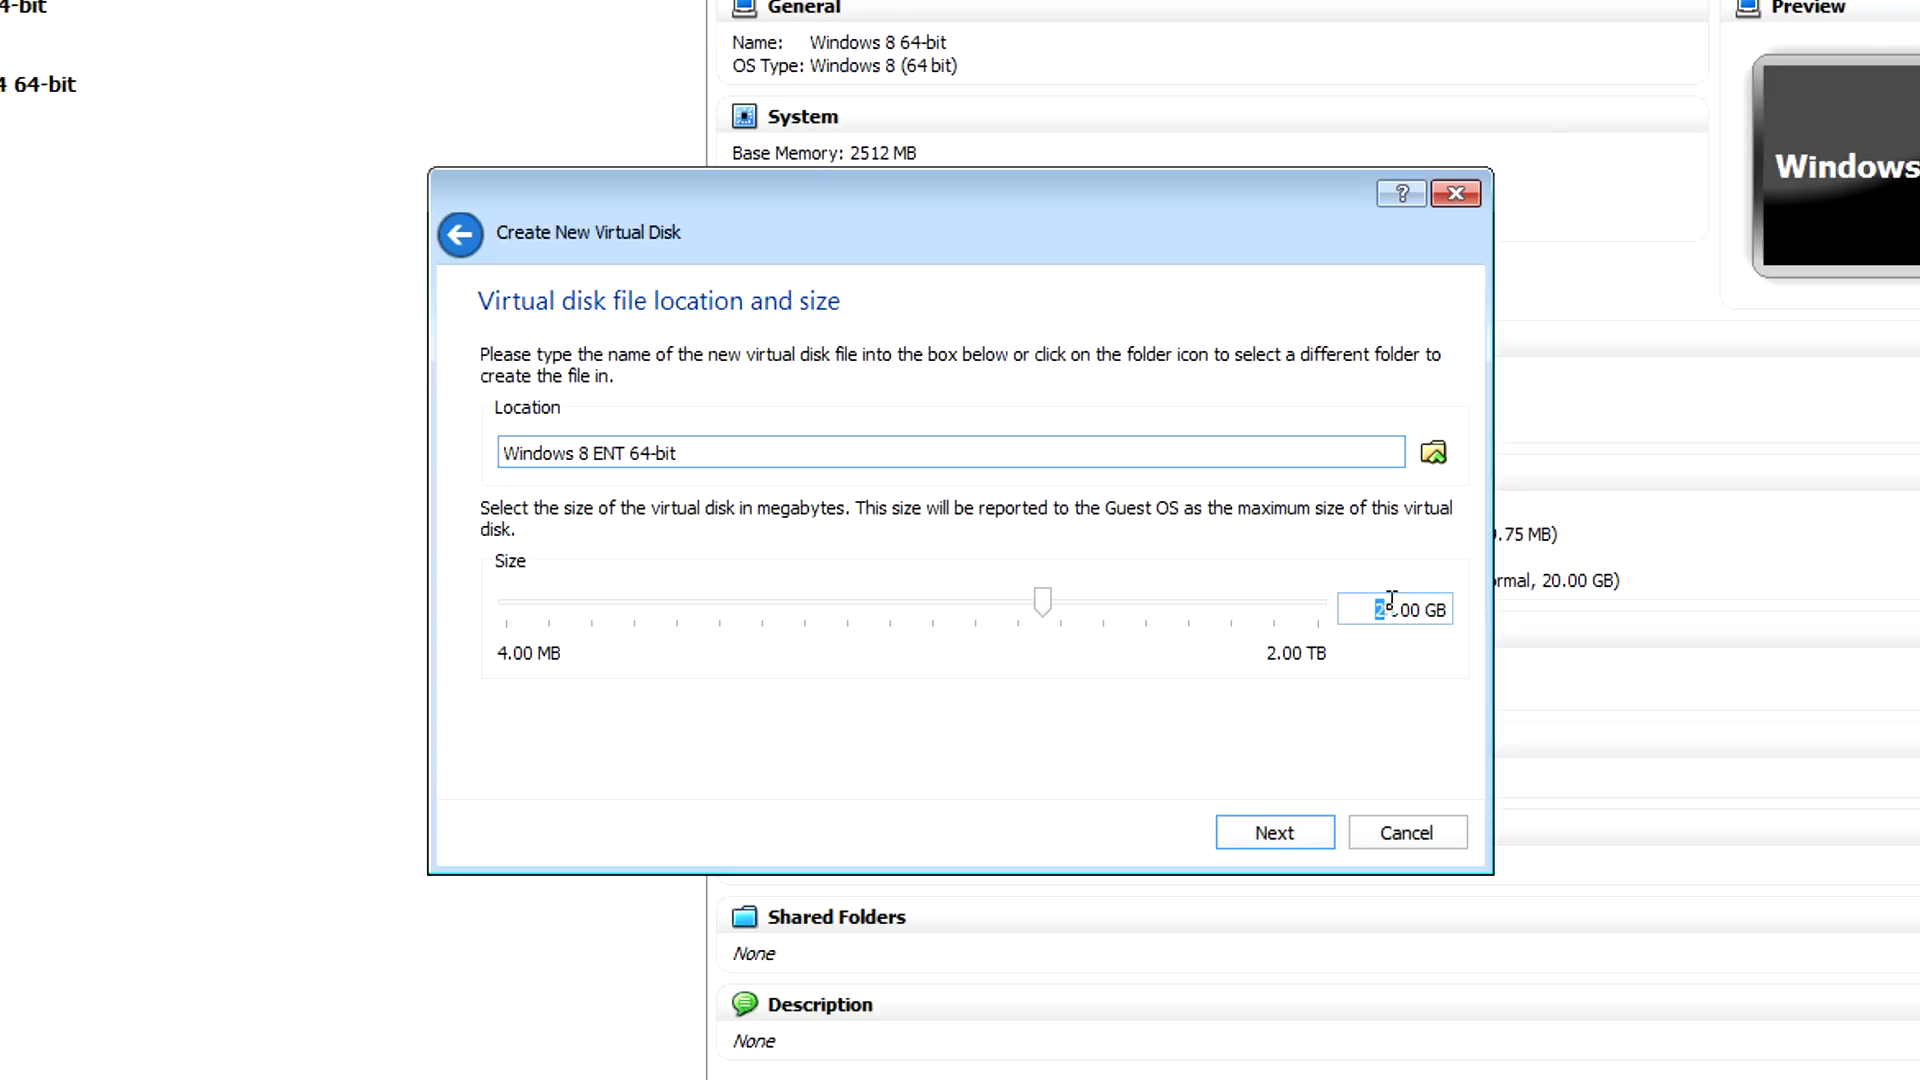 4-bit
4 64-bit
General
Name: Windows 8 64-bit
OS Type: Windows 8 (64 bit)
System
Base Memory: 2512 MB
Preview
Windows
Create New Virtual Disk
Virtual disk file location and size
Please type the name of the new virtual disk file into the box below or click on the folder icon to select a different folder to
create the file in.
Location
Windows 8 ENT 64-bit
Select the size of the virtual disk in megabytes. This size will be reported to the Guest OS as the maximum size of this virtual
disk.
Size
.00 GB
4.00 MB
2.00 TB
.75 MB)
rmal, 20.00 GB)
Next
Cancel
Shared Folders
None
Description
None